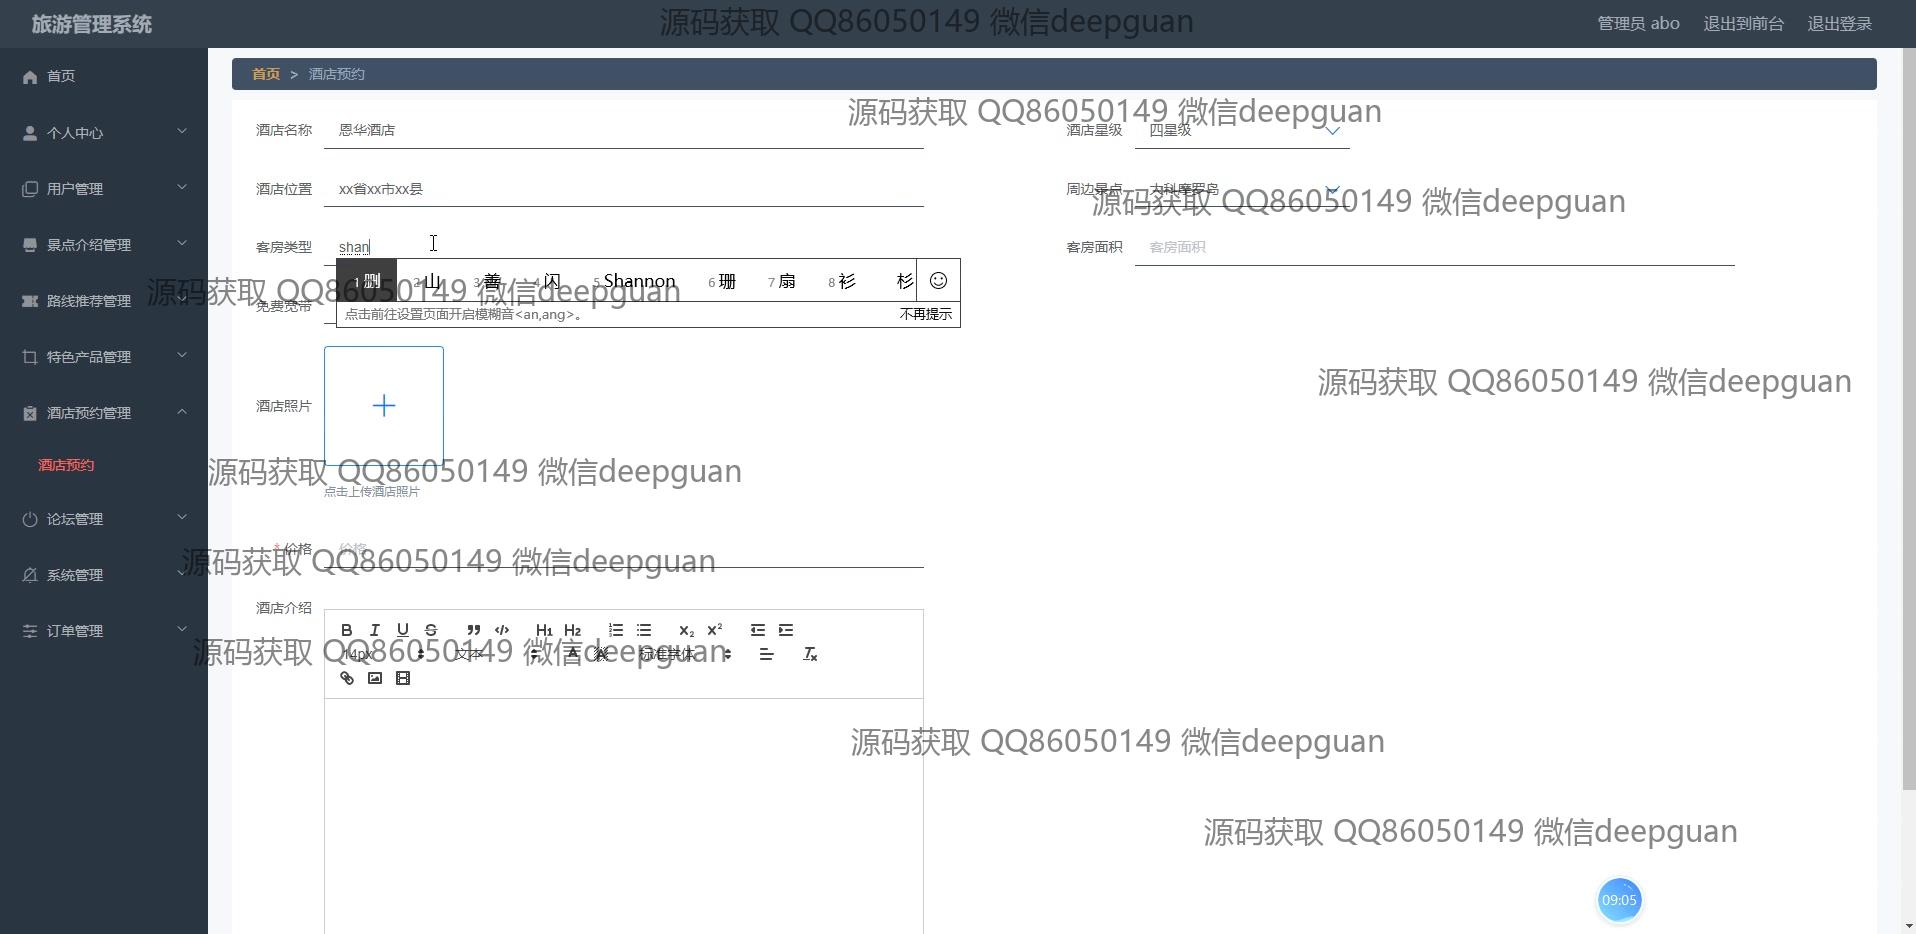 旅游管理系统
源码获取 QQ86050149 微信deepguan
管理员 abo 退出到前台 退出登录
首页
个人中心
用户管理
景点介绍管理
路线推荐管理
特色产品管理
酒店预约管理
酒店预约
论坛管理
系统管理
订单管理
首页 > 酒店预约
源码获取 QQ86050149 微信deepguan
酒店名称 恩华酒店
酒店星级 四星级
酒店位置 xx省xx市xx县
周边景点
源码获取 QQ86050149 微信deepguan
客房类型 shan
客房面积 客房面积
1 删 2 山 3 善 4 闪 5 Shannon 6 珊 7 扇 8 衫 杉
源码获取 QQ86050149 微信deepguan
免费宽带
点击前往设置页面开启模糊音<an,ang>。 不再提示
源码获取 QQ86050149 微信deepguan
酒店照片
源码获取 QQ86050149 微信deepguan
点击上传酒店照片
* 价格 价格
源码获取 QQ86050149 微信deepguan
酒店介绍
B I U S ” </> H1 H2 X2 X2
14px 文本 A 标准字体 Tx
源码获取 QQ86050149 微信deepguan
源码获取 QQ86050149 微信deepguan
源码获取 QQ86050149 微信deepguan
09:05